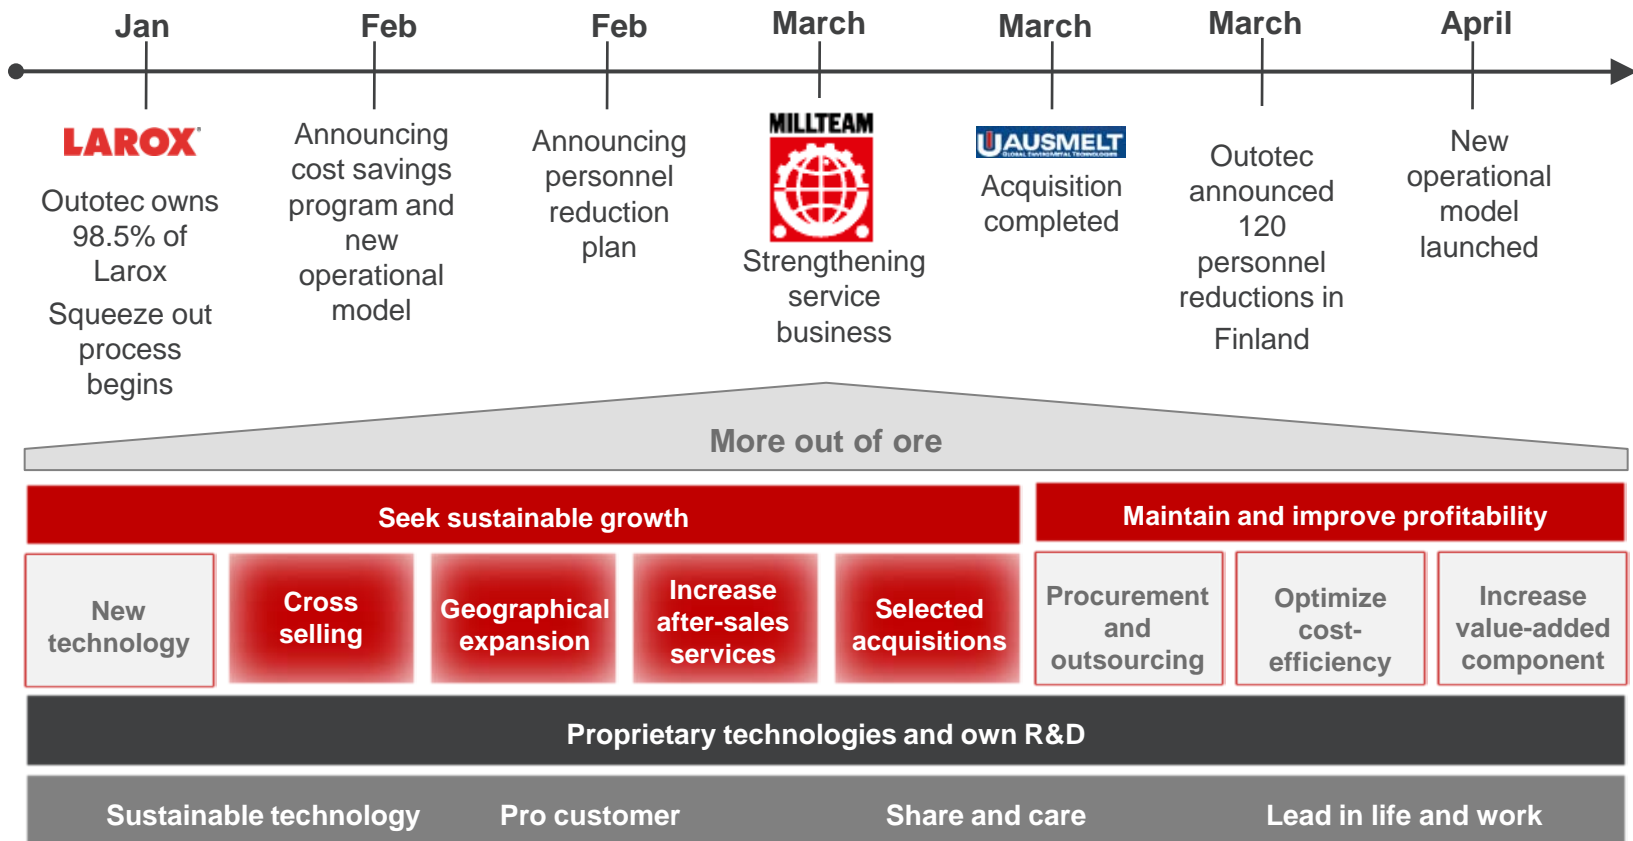 Jan
Feb
Feb
March
March
March
April
LAROX®
Outotec owns
98.5% of
Larox
Squeeze out
process
begins
Announcing
cost savings
program and
new
operational
model
Announcing
personnel
reduction
plan
MILLTEAM
Strengthening
service
business
AUSMELT
GLOBAL ENVIROMETAL TECHNOLOGIES
Acquisition
completed
Outotec
announced
120
personnel
reductions in
Finland
New
operational
model
launched
More out of ore
Seek sustainable growth
Maintain and improve profitability
New
technology
Cross
selling
Geographical
expansion
Increase
after-sales
services
Selected
acquisitions
Procurement
and
outsourcing
Optimize
cost-
efficiency
Increase
value-added
component
Proprietary technologies and own R&D
Sustainable technology
Pro customer
Share and care
Lead in life and work